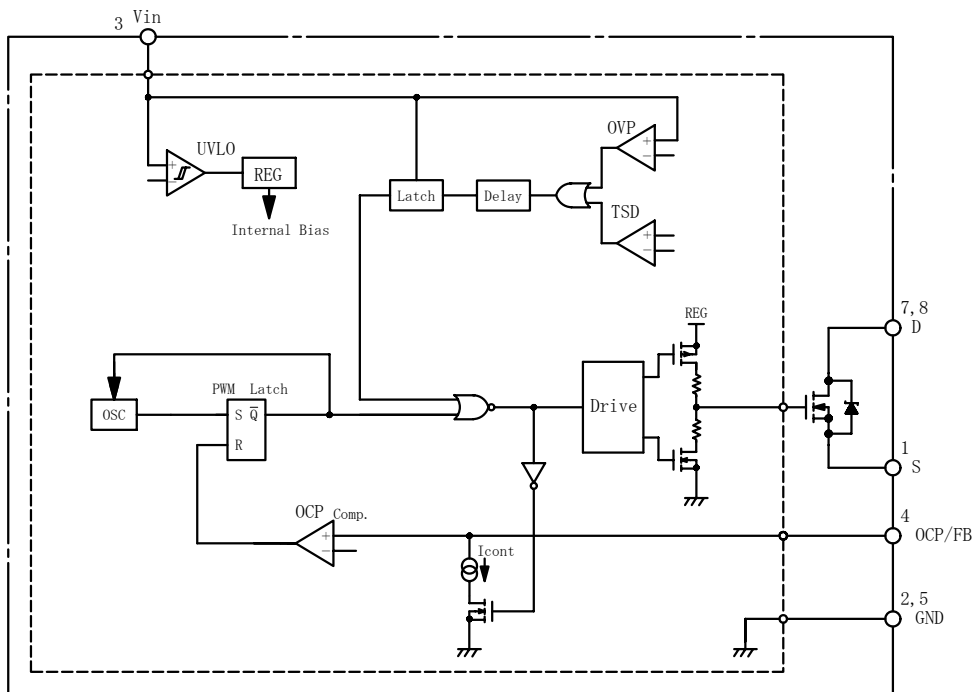 3 Vin
OVP
+
−
UVLO
+
−
REG
Internal Bias
Latch
Delay
TSD
+
−
7,8
D
REG
PWM Latch
OSC
S Q̅
R
Drive
1
S
OCP Comp.
+
−
Icont
4
OCP/FB
2,5
GND